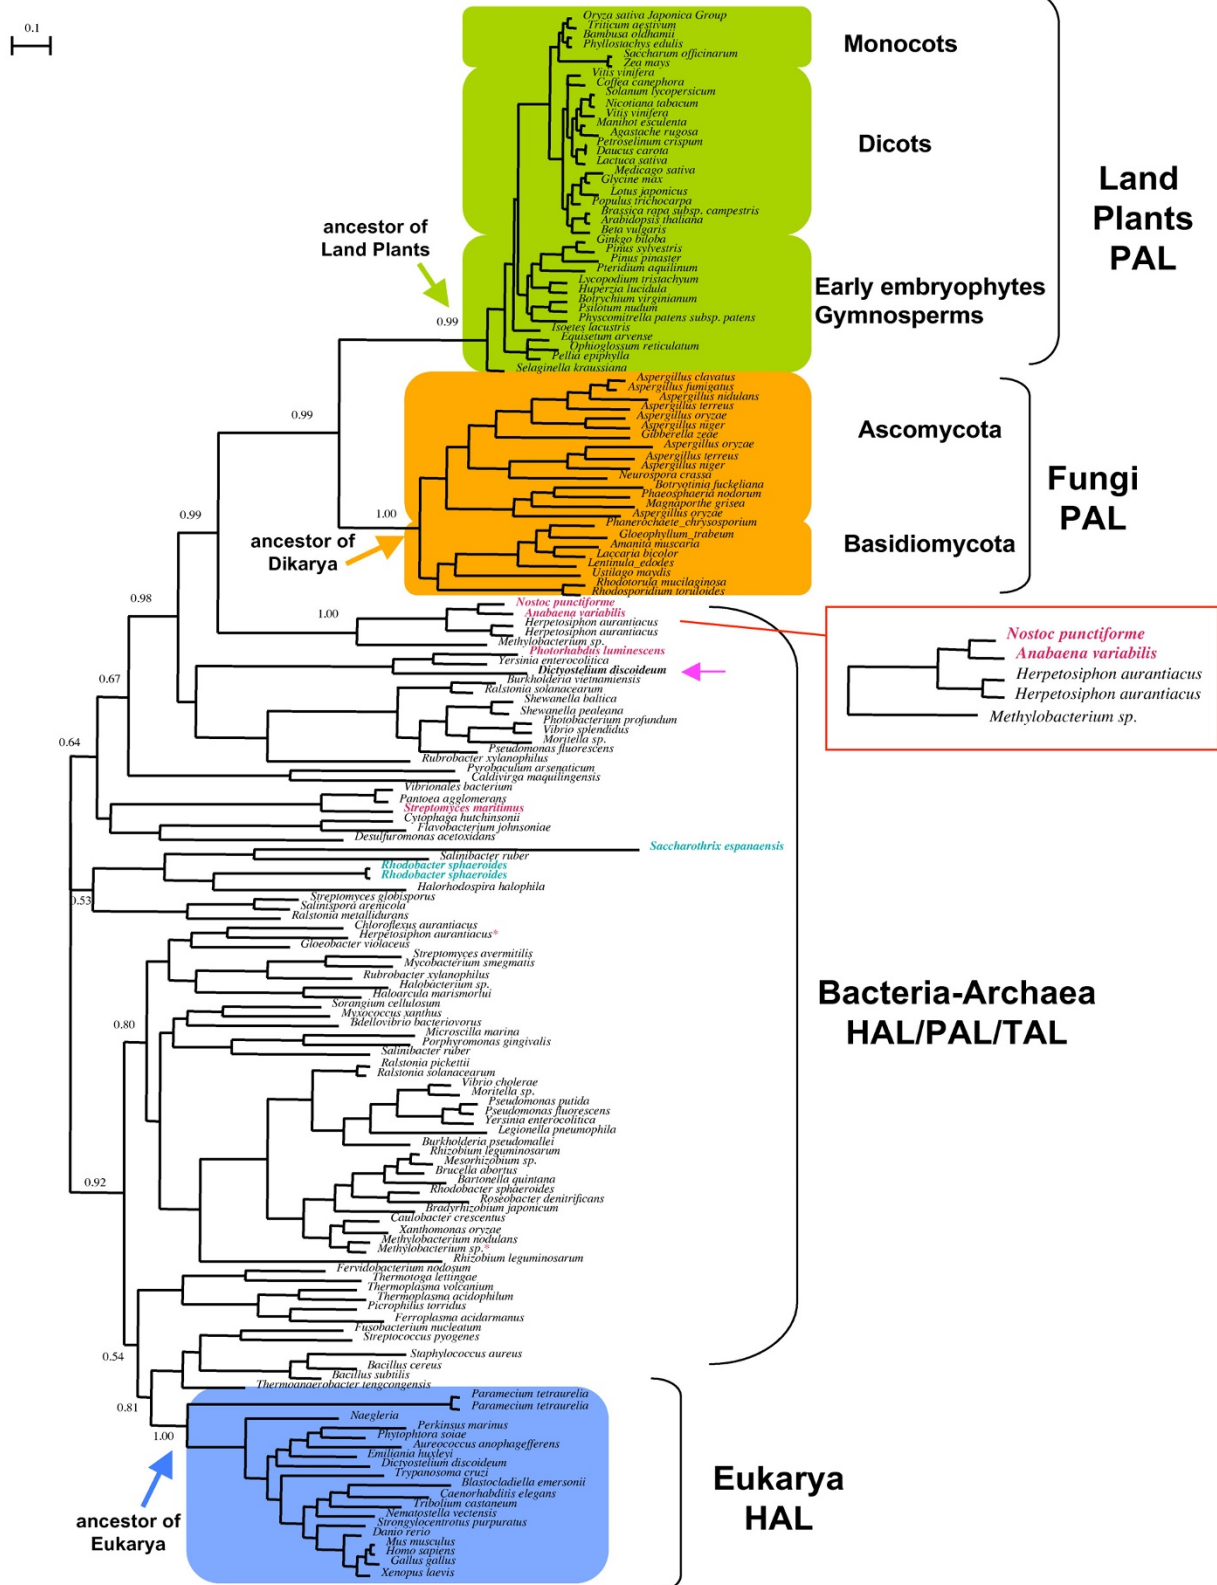 0.1
Oryza sativa Japonica Group
Triticum aestivum
Bambusa oldhamii
Phyllostachys edulis
Saccharum officinarum
Zea mays
Monocots
Vitis vinifera
Coffea canephora
Solanum lycopersicum
Nicotiana tabacum
Vitis vinifera
Manihot esculenta
Agastache rugosa
Petroselinum crispum
Daucus carota
Lactuca sativa
Medicago sativa
Glycine max
Lotus japonicus
Populus trichocarpa
Brassica rapa subsp. campestris
Arabidopsis thaliana
Beta vulgaris
Dicots
Ginkgo biloba
Pinus sylvestris
Pinus pinaster
Pteridium aquilinum
Lycopodium tristachyum
Huperzia lucidula
Botrychium virginianum
Psilotum nudum
Physcomitrella patens subsp. patens
Isoetes lacustris
Equisetum arvense
Ophioglossum reticulatum
Pellia epiphylla
Selaginella kraussiana
Early embryophytes
Gymnosperms
Land
Plants
PAL
ancestor of
Land Plants
0.99
0.99
Aspergillus clavatus
Aspergillus fumigatus
Aspergillus nidulans
Aspergillus terreus
Aspergillus oryzae
Aspergillus niger
Gibberella zeae
Aspergillus oryzae
Aspergillus terreus
Aspergillus niger
Neurospora crassa
Botryotinia fuckeliana
Phaeosphaeria nodorum
Magnaporthe grisea
Aspergillus oryzae
Ascomycota
Phanerochaete_chrysosporium
Gloeophyllum_trabeum
Amanita muscaria
Laccaria bicolor
Lentinula_edodes
Ustilago maydis
Rhodotorula mucilaginosa
Rhodosporidium toruloides
Basidiomycota
Fungi
PAL
1.00
ancestor of
Dikarya
0.99
0.98
1.00
0.67
0.64
Nostoc punctiforme
Anabaena variabilis
Herpetosiphon aurantiacus
Herpetosiphon aurantiacus
Methylobacterium sp.
Photorhabdus luminescens
Yersinia enterocolitica
Dictyostelium discoideum
Burkholderia vietnamiensis
Ralstonia solanacearum
Shewanella baltica
Shewanella pealeana
Photobacterium profundum
Vibrio splendidus
Moritella sp.
Pseudomonas fluorescens
Rubrobacter xylanophilus
Pyrobaculum arsenaticum
Caldivirga maquilingensis
Vibrionales bacterium
Pantoea agglomerans
Streptomyces maritimus
Cytophaga hutchinsonii
Flavobacterium johnsoniae
Desulfuromonas acetoxidans
Nostoc punctiforme
Anabaena variabilis
Herpetosiphon aurantiacus
Herpetosiphon aurantiacus
Methylobacterium sp.
Saccharothrix espanaensis
Salinibacter ruber
Rhodobacter sphaeroides
Rhodobacter sphaeroides
Halorhodospira halophila
0.53
Streptomyces globisporus
Salinispora arenicola
Ralstonia metallidurans
Chloroflexus aurantiacus
Herpetosiphon aurantiacus*
Gloeobacter violaceus
Streptomyces avermitilis
Mycobacterium smegmatis
Rubrobacter xylanophilus
Halobacterium sp.
Haloarcula marismortui
Sorangium cellulosum
Myxococcus xanthus
Bdellovibrio bacteriovorus
Microscilla marina
Porphyromonas gingivalis
Salinibacter ruber
0.80
Bacteria-Archaea
HAL/PAL/TAL
Ralstonia pickettii
Ralstonia solanacearum
Vibrio cholerae
Moritella sp.
Pseudomonas putida
Pseudomonas fluorescens
Yersinia enterocolitica
Legionella pneumophila
Burkholderia pseudomallei
Rhizobium leguminosarum
Mesorhizobium sp.
Brucella abortus
Bartonella quintana
Rhodobacter sphaeroides
Roseobacter denitrificans
Bradyrhizobium japonicum
Caulobacter crescentus
Xanthomonas oryzae
Methylobacterium nodulans
Methylobacterium sp.*
Rhizobium leguminosarum
0.92
Fervidobacterium nodosum
Thermotoga lettingae
Thermoplasma volcanium
Thermoplasma acidophilum
Picrophilus torridus
Ferroplasma acidarmanus
Fusobacterium nucleatum
Streptococcus pyogenes
0.54
Staphylococcus aureus
Bacillus cereus
Bacillus subtilis
Thermoanaerobacter tengcongensis
0.81
1.00
Paramecium tetraurelia
Paramecium tetraurelia
Naegleria
Perkinsus marinus
Phytophtora soiae
Aureococcus anophagefferens
Emiliania huxleyi
Dictyostelium discoideum
Trypanosoma cruzi
Blastocladiella emersonii
Caenorhabditis elegans
Tribolium castaneum
Nematostella vectensis
Strongylocentrotus purpuratus
Danio rerio
Mus musculus
Homo sapiens
Gallus gallus
Xenopus laevis
ancestor of
Eukarya
Eukarya
HAL